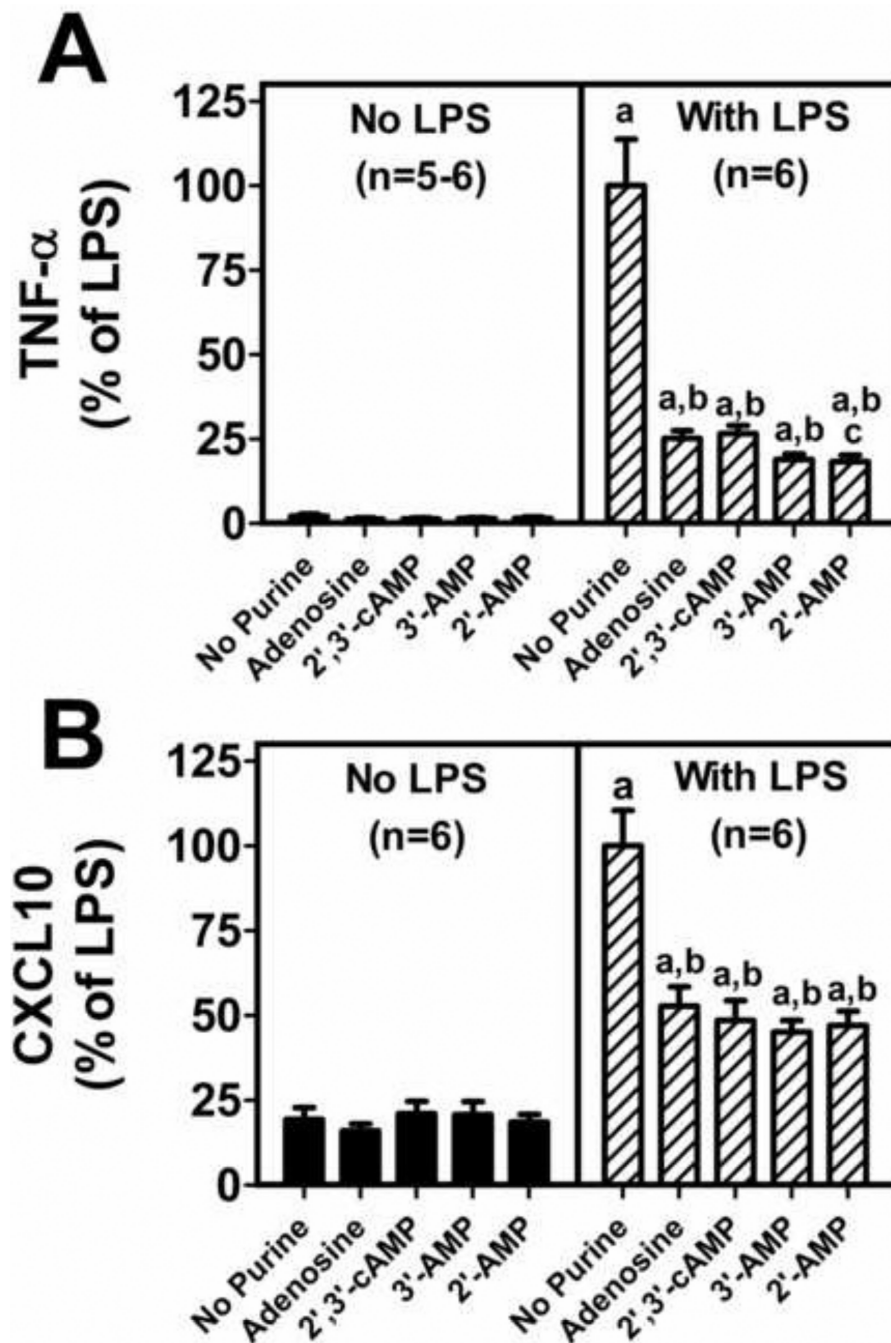 A
TNF-α
(% of LPS)
125
100
75
50
25
0
No LPS
(n=5-6)
With LPS
(n=6)
a
a,b
a,b
a,b
a,b
c
No Purine
Adenosine
2',3'-cAMP
3'-AMP
2'-AMP
No Purine
Adenosine
2',3'-cAMP
3'-AMP
2'-AMP
B
CXCL10
(% of LPS)
125
100
75
50
25
0
No LPS
(n=6)
With LPS
(n=6)
a
a,b
a,b
a,b
a,b
No Purine
Adenosine
2',3'-cAMP
3'-AMP
2'-AMP
No Purine
Adenosine
2',3'-cAMP
3'-AMP
2'-AMP